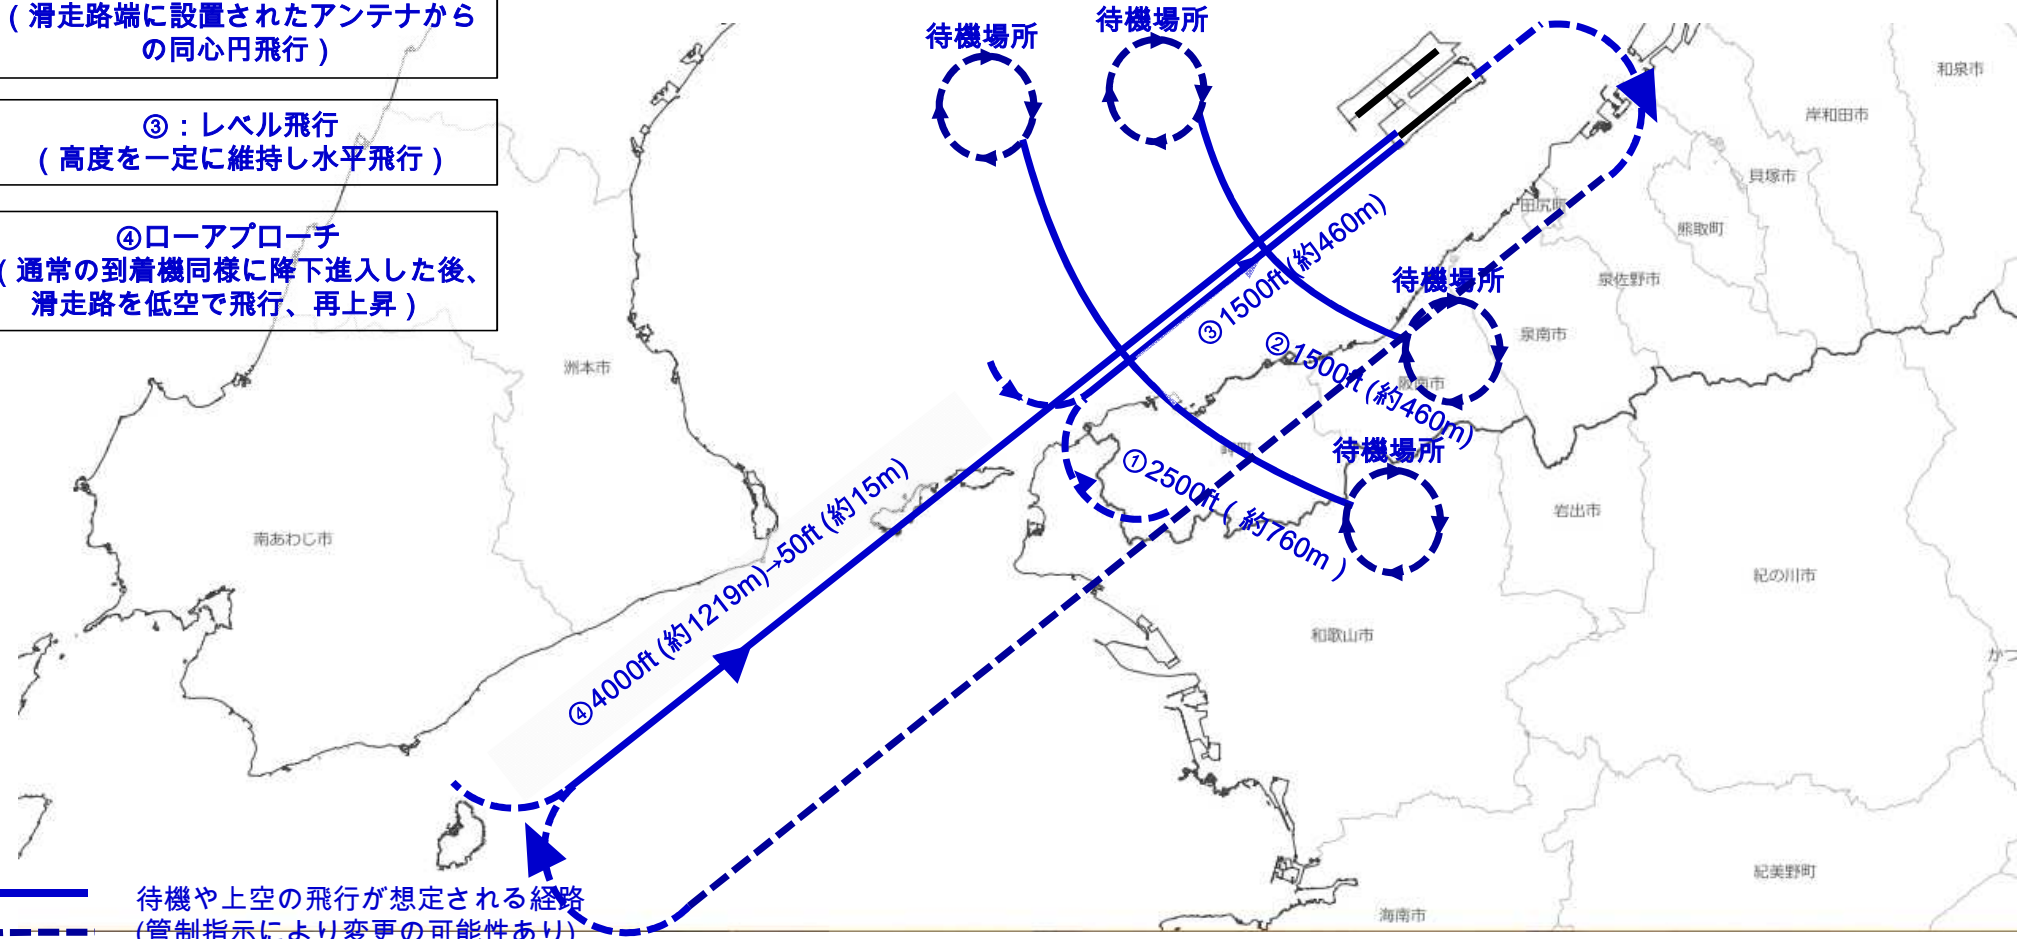 (滑走路端に設置されたアンテナから
の同心円飛行)
③:レベル飛行
(高度を一定に維持し水平飛行)
④ローアプローチ
(通常の到着機同様に降下進入した後、
滑走路を低空で飛行、再上昇)
待機場所
待機場所
和泉市
岸和田市
貝塚市
田尻町
熊取町
泉佐野市
待機場所
泉南市
阪南市
③1500ft(約460m)
②1500ft(約460m)
洲本市
待機場所
岬町
①2500ft(約760m)
岩出市
南あわじ市
④4000ft(約1219m)→50ft(約15m)
紀の川市
和歌山市
かつ
紀美野町
海南市
待機や上空の飛行が想定される経路
(管制指示により変更の可能性あり)